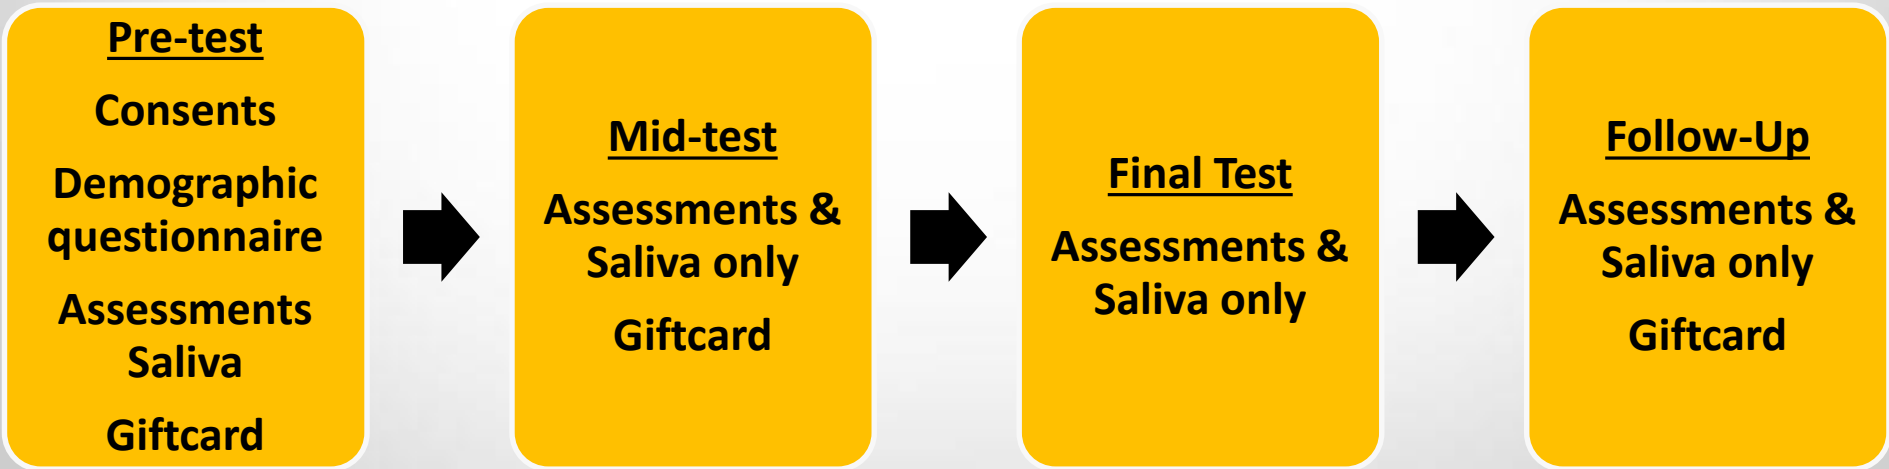 Pre-test
Consents
Demographic
questionnaire
Assessments
Saliva
Giftcard
Mid-test
Assessments &
Saliva only
Giftcard
Final Test
Assessments &
Saliva only
Follow-Up
Assessments &
Saliva only
Giftcard